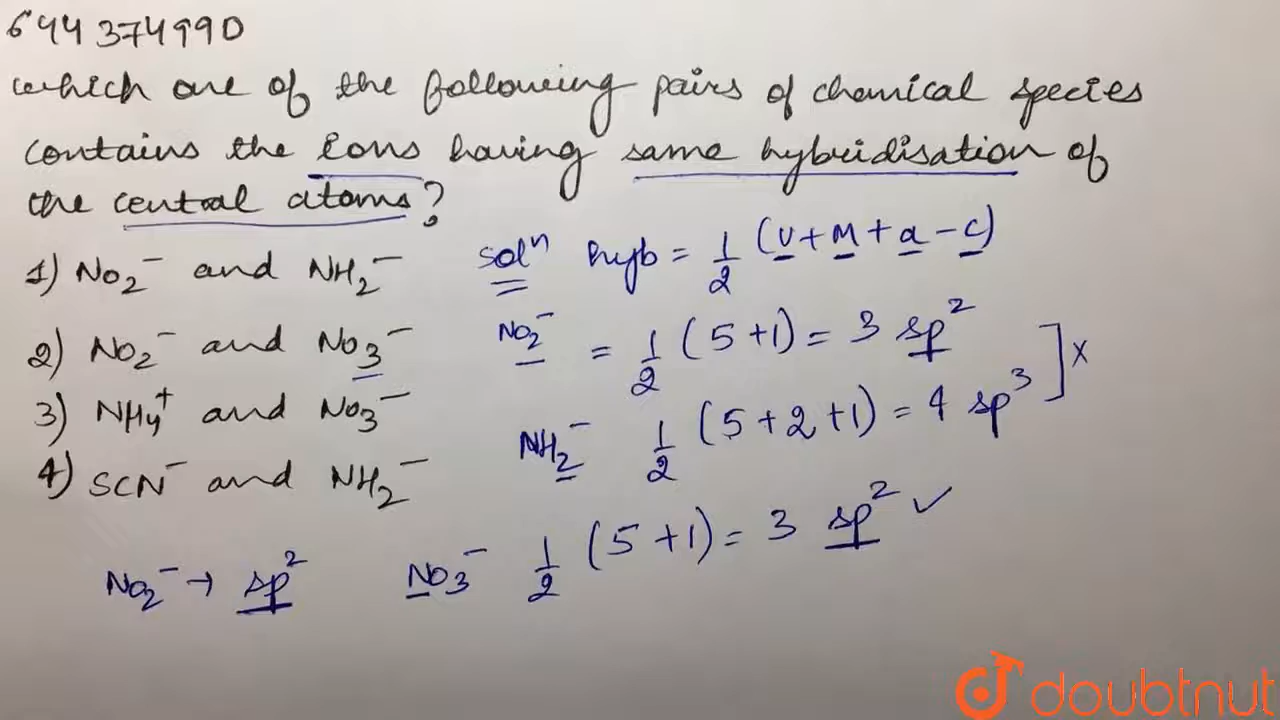 644374990
which one of the following pairs of chemical species
contains the ions having same hybridisation of
the central atoms?
1) NO₂⁻ and NH₂⁻
2) NO₂⁻ and NO₃⁻
3) NH₄⁺ and NO₃⁻
4) SCN⁻ and NH₂⁻
Solⁿ hyb = 1/2 (V+M+a-c)
NO₂⁻ = 1/2 (5+1) = 3 sp²
NH₂⁻ 1/2 (5+2+1) = 4 sp³ ] x
NO₃⁻ 1/2 (5+1) = 3 sp² ✓
NO₂⁻ → sp²
doubtnut